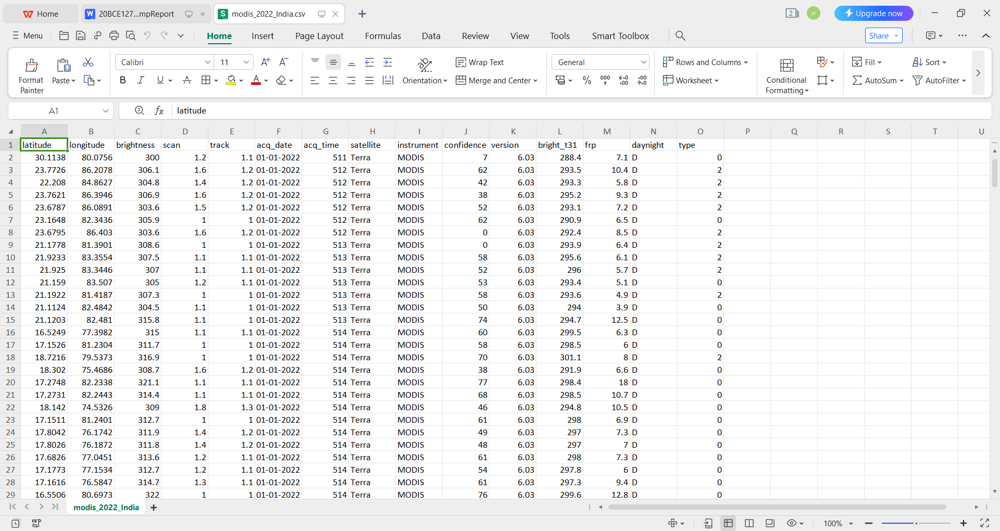 Home 20BCE127...mpReport modis_2022_India.csv 2 je Upgrade now
Menu Home Insert Page Layout Formulas Data Review View Tools Smart Toolbox Share
Calibri 11 Wrap Text General Rows and Columns Fill Sort
Format Painter Paste Orientation Merge and Center Worksheet Conditional Formatting AutoSum AutoFilter
A1 latitude
A B C D E F G H I J K L M N O P Q R S T U
1 latitude longitude brightness scan track acq_date acq_time satellite instrument confidence version bright_t31 frp daynight type
2 30.1138 80.0756 300 1.2 1.1 01-01-2022 511 Terra MODIS 7 6.03 288.4 7.1 D 0
3 23.7726 86.2078 306.1 1.6 1.2 01-01-2022 512 Terra MODIS 62 6.03 293.5 10.4 D 2
4 22.208 84.8627 304.8 1.4 1.2 01-01-2022 512 Terra MODIS 42 6.03 293.3 5.8 D 2
5 23.7621 86.3946 306.9 1.6 1.2 01-01-2022 512 Terra MODIS 38 6.03 295.2 9.3 D 2
6 23.6787 86.0891 303.6 1.5 1.2 01-01-2022 512 Terra MODIS 52 6.03 293.1 7.2 D 2
7 23.1648 82.3436 305.9 1 1 01-01-2022 512 Terra MODIS 62 6.03 290.9 6.5 D 0
8 23.6795 86.403 303.6 1.6 1.2 01-01-2022 512 Terra MODIS 0 6.03 292.4 8.5 D 2
9 21.1778 81.3901 308.6 1 1 01-01-2022 513 Terra MODIS 0 6.03 293.9 6.4 D 2
10 21.9233 83.3554 307.5 1.1 1.1 01-01-2022 513 Terra MODIS 58 6.03 295.6 6.1 D 2
11 21.925 83.3446 307 1.1 1.1 01-01-2022 513 Terra MODIS 52 6.03 296 5.7 D 2
12 21.159 83.507 305 1.2 1.1 01-01-2022 513 Terra MODIS 53 6.03 293.4 5.1 D 0
13 21.1922 81.4187 307.3 1 1 01-01-2022 513 Terra MODIS 58 6.03 293.6 4.9 D 2
14 21.1124 82.4842 304.5 1.1 1 01-01-2022 513 Terra MODIS 50 6.03 294 3.9 D 0
15 21.1203 82.481 315.8 1.1 1 01-01-2022 513 Terra MODIS 74 6.03 294.7 12.5 D 0
16 16.5249 77.3982 315 1.1 1.1 01-01-2022 514 Terra MODIS 60 6.03 299.5 6.3 D 0
17 17.1526 81.2304 311.7 1 1 01-01-2022 514 Terra MODIS 58 6.03 298.5 6 D 0
18 18.7216 79.5373 316.9 1 1 01-01-2022 514 Terra MODIS 70 6.03 301.1 8 D 2
19 18.302 75.4686 308.7 1.6 1.2 01-01-2022 514 Terra MODIS 38 6.03 291.9 6.6 D 0
20 17.2748 82.2338 321.1 1.1 1.1 01-01-2022 514 Terra MODIS 77 6.03 298.4 18 D 0
21 17.2731 82.2443 314.4 1.1 1.1 01-01-2022 514 Terra MODIS 68 6.03 298.5 10.7 D 0
22 18.142 74.5326 309 1.8 1.3 01-01-2022 514 Terra MODIS 46 6.03 294.8 10.5 D 0
23 17.1511 81.2401 312.7 1 1 01-01-2022 514 Terra MODIS 61 6.03 298 6.9 D 0
24 17.8042 76.1742 311.9 1.4 1.2 01-01-2022 514 Terra MODIS 49 6.03 297 7.3 D 0
25 17.8026 76.1872 311.8 1.4 1.2 01-01-2022 514 Terra MODIS 48 6.03 297 7 D 0
26 17.6826 77.0451 313.6 1.2 1.1 01-01-2022 514 Terra MODIS 61 6.03 298 7.3 D 0
27 17.1773 77.1534 312.7 1.2 1.1 01-01-2022 514 Terra MODIS 54 6.03 297.8 6 D 0
28 17.1616 76.5847 314.7 1.3 1.1 01-01-2022 514 Terra MODIS 61 6.03 297.3 9.4 D 0
29 16.5506 80.6973 322 1 1 01-01-2022 514 Terra MODIS 76 6.03 299.6 12.8 D 0
modis_2022_India
100%